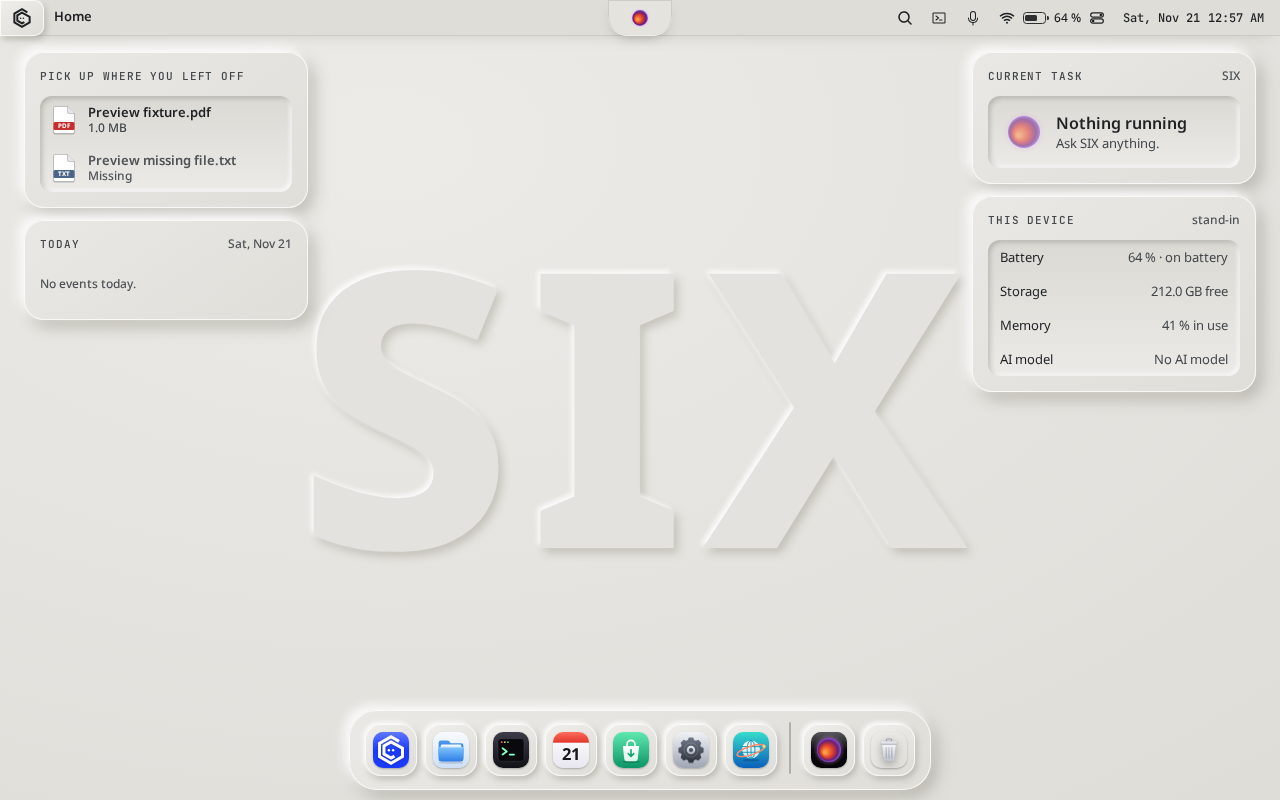 Home
64 %
Sat, Nov 21 12:57 AM
PICK UP WHERE YOU LEFT OFF
PDF
Preview fixture.pdf
1.0 MB
TXT
Preview missing file.txt
Missing
TODAY
Sat, Nov 21
No events today.
SIX
CURRENT TASK
SIX
Nothing running
Ask SIX anything.
THIS DEVICE
stand-in
Battery
64 % · on battery
Storage
212.0 GB free
Memory
41 % in use
AI model
No AI model
21